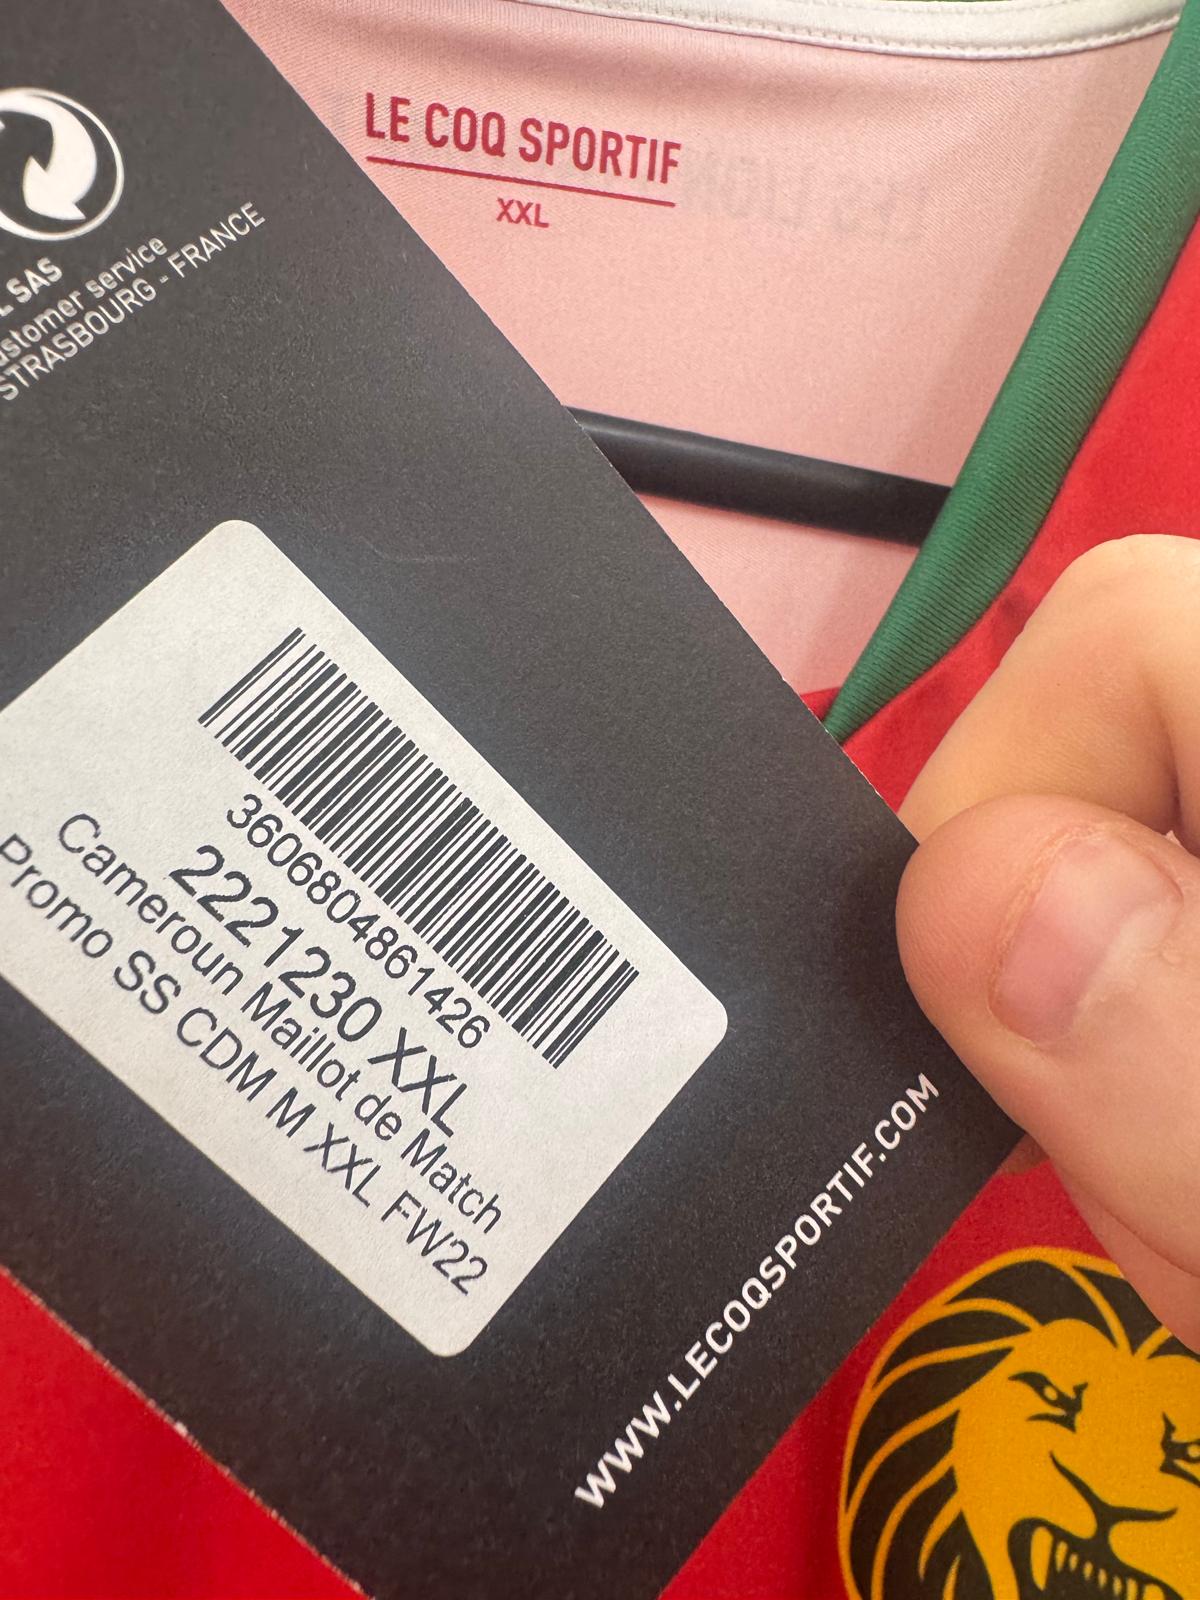 LE COQ SPORTIF
XXL
SAS
customer service
STRASBOURG - FRANCE
3606804861426
2221230 XXL
Cameroun Maillot de Match
Promo SS CDM M XXL FW22
WWW.LECOQSPORTIF.COM